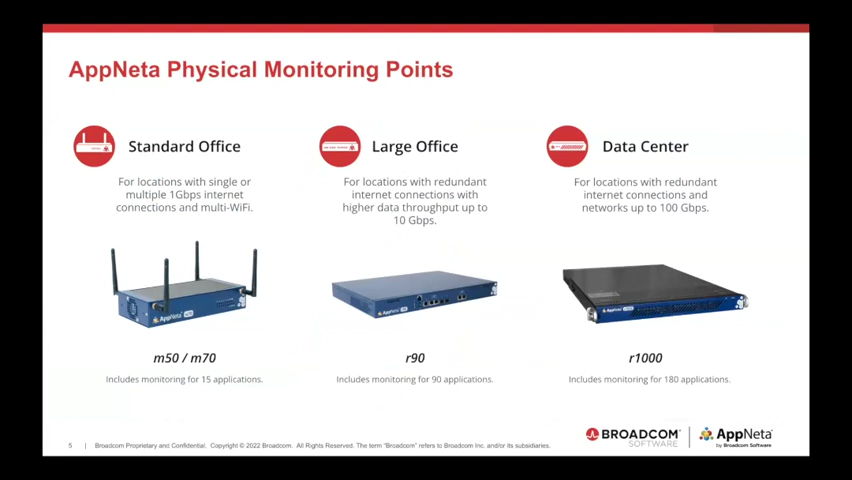 AppNeta Physical Monitoring Points
Standard Office
For locations with single or
multiple 1Gbps internet
connections and multi-WiFi.
m50 / m70
Includes monitoring for 15 applications.
Large Office
For locations with redundant
internet connections with
higher data throughput up to
10 Gbps.
AppNeta
r90
Includes monitoring for 90 applications.
Data Center
For locations with redundant
internet connections and
networks up to 100 Gbps.
AppNeta
r1000
Includes monitoring for 180 applications.
AppNeta
5 | Broadcom Proprietary and Confidential. Copyright © 2022 Broadcom. All Rights Reserved. The term “Broadcom” refers to Broadcom Inc. and/or its subsidiaries.
BROADCOM
SOFTWARE
AppNeta
by Broadcom Software